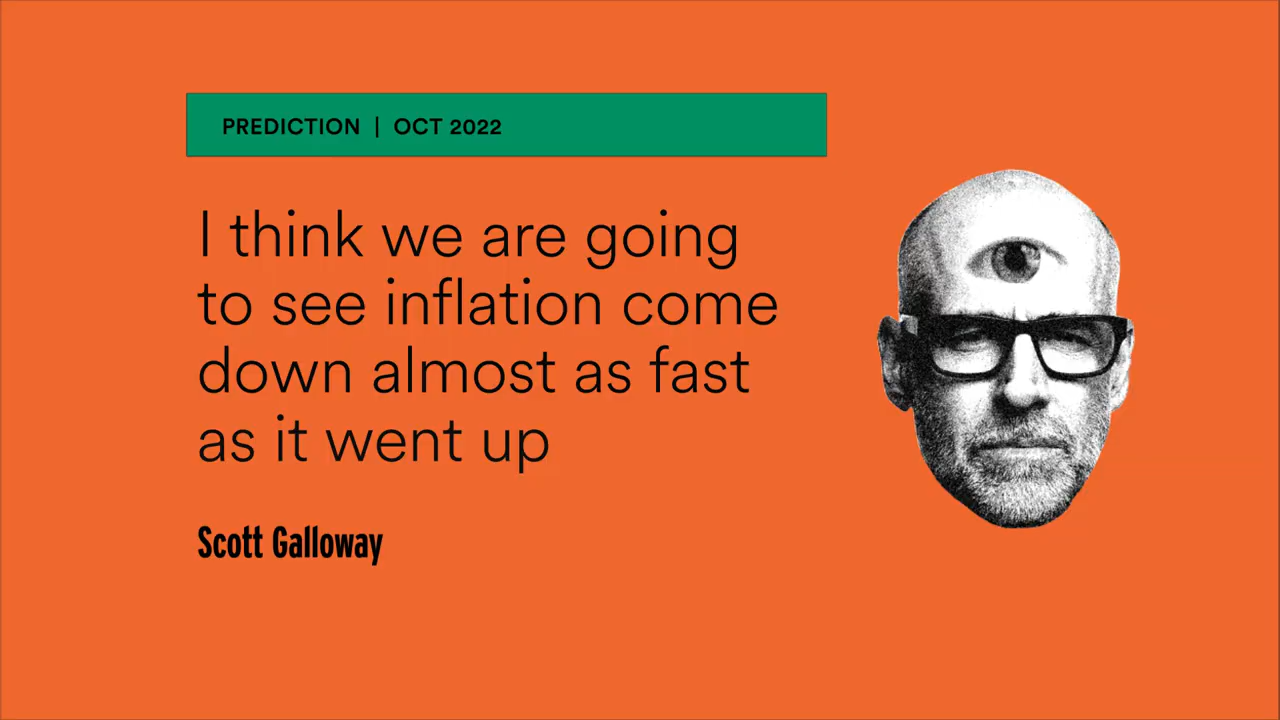 PREDICTION | OCT 2022
I think we are going
to see inflation come
down almost as fast
as it went up
Scott Galloway